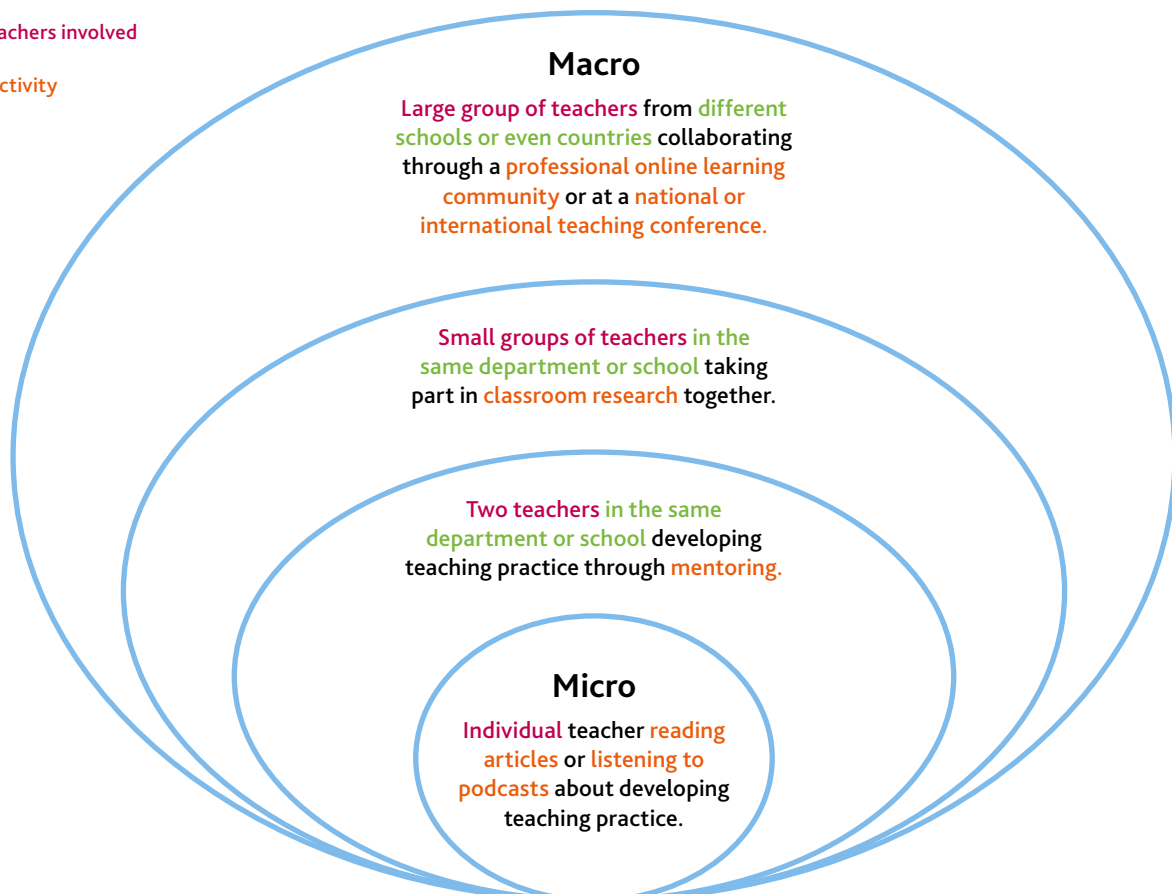 teachers involved
activity
Macro
Large group of teachers from different
schools or even countries collaborating
through a professional online learning
community or at a national or
international teaching conference.
Small groups of teachers in the
same department or school taking
part in classroom research together.
Two teachers in the same
department or school developing
teaching practice through mentoring.
Micro
Individual teacher reading
articles or listening to
podcasts about developing
teaching practice.